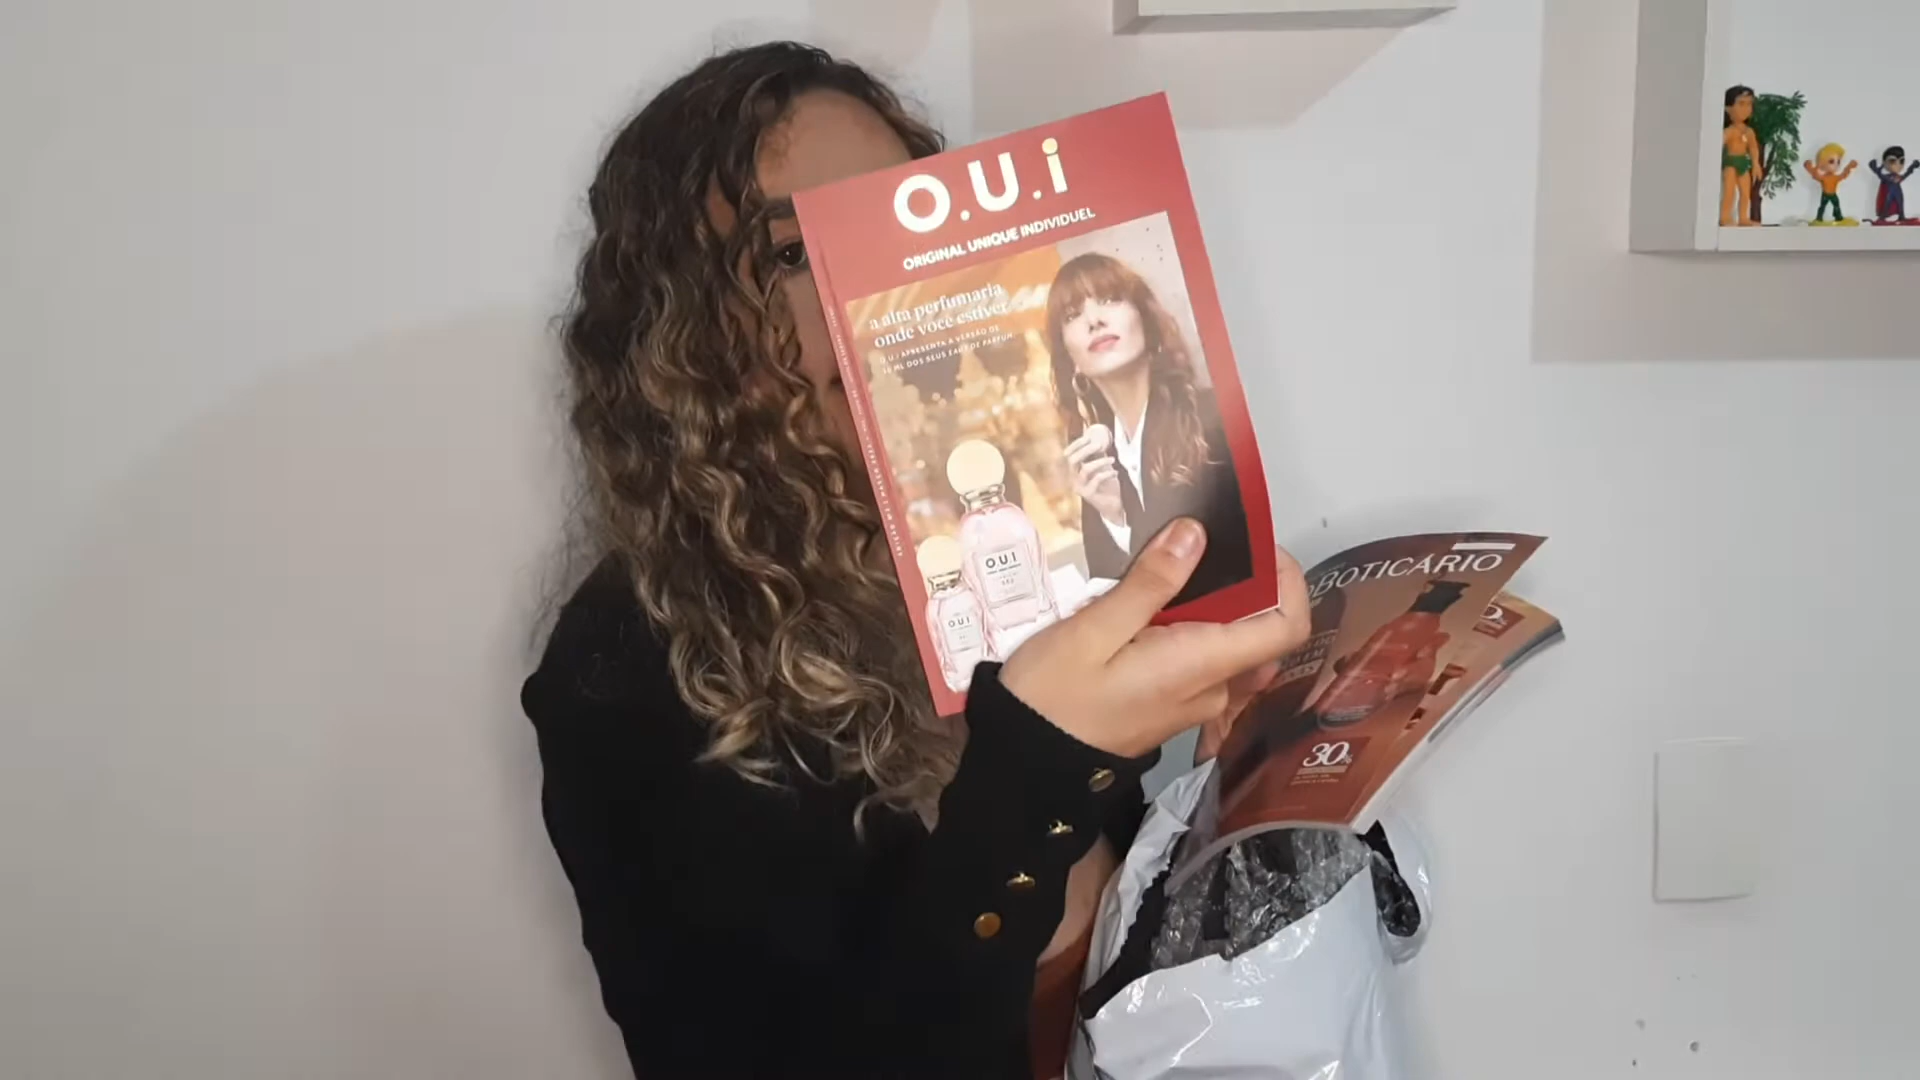 O.U.i
ORIGINAL UNIQUE INDIVIDUEL
a alta perfumaria
onde você estiver
O.U.I APRESENTA A VERSÃO DE
30 ML DOS SEUS EAUX DE PARFUM
O.U.I
O.U.I
OBOTICÁRIO
30%